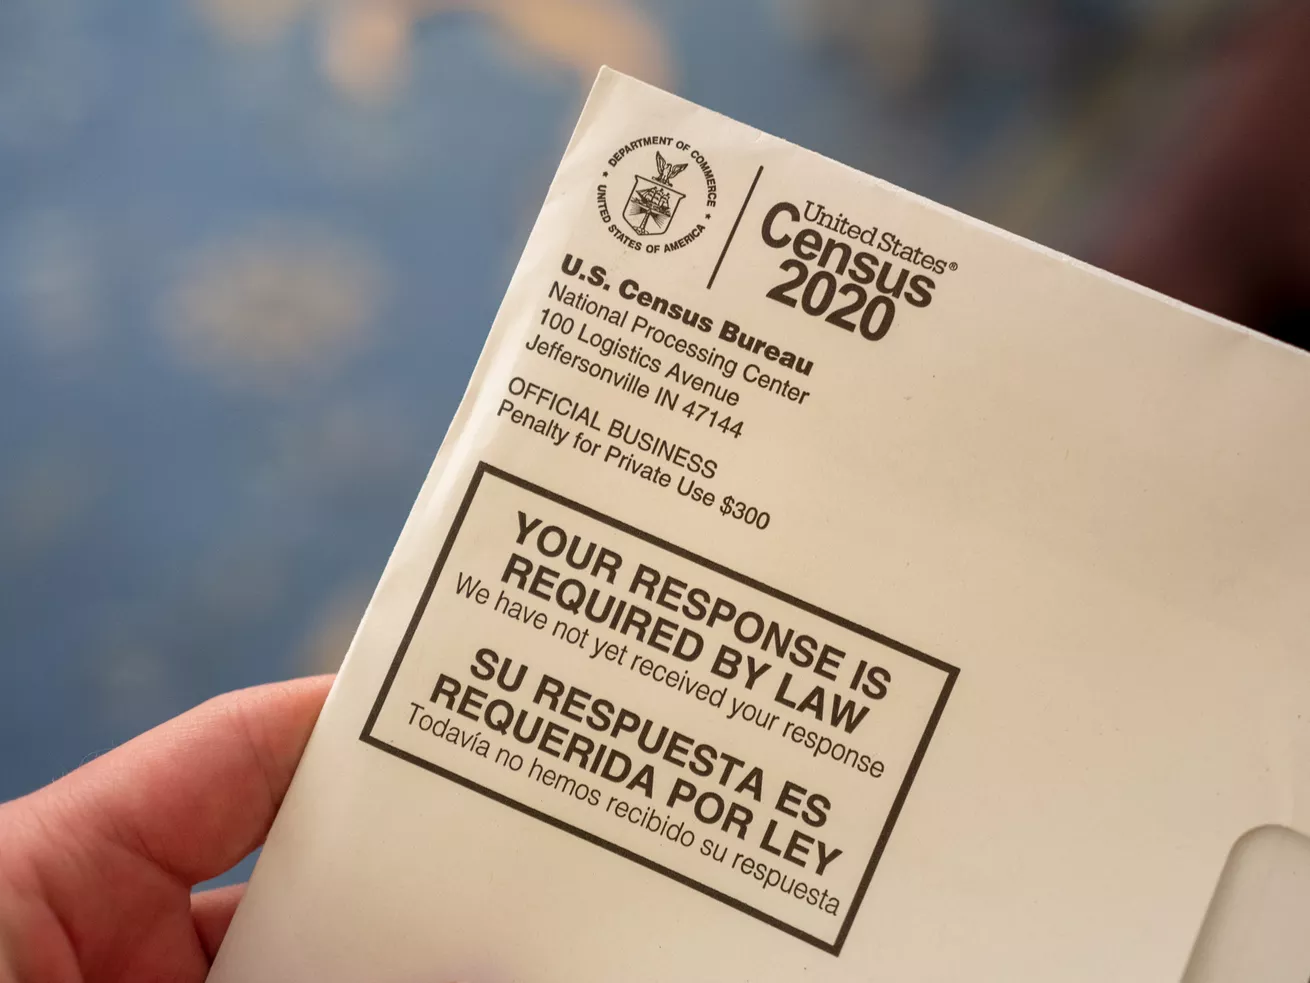 DEPARTMENT OF COMMERCE
UNITED STATES OF AMERICA
United States®
Census
2020
U.S. Census Bureau
National Processing Center
100 Logistics Avenue
Jeffersonville IN 47144
OFFICIAL BUSINESS
Penalty for Private Use $300
YOUR RESPONSE IS
REQUIRED BY LAW
We have not yet received your response
SU RESPUESTA ES
REQUERIDA POR LEY
Todavía no hemos recibido su respuesta